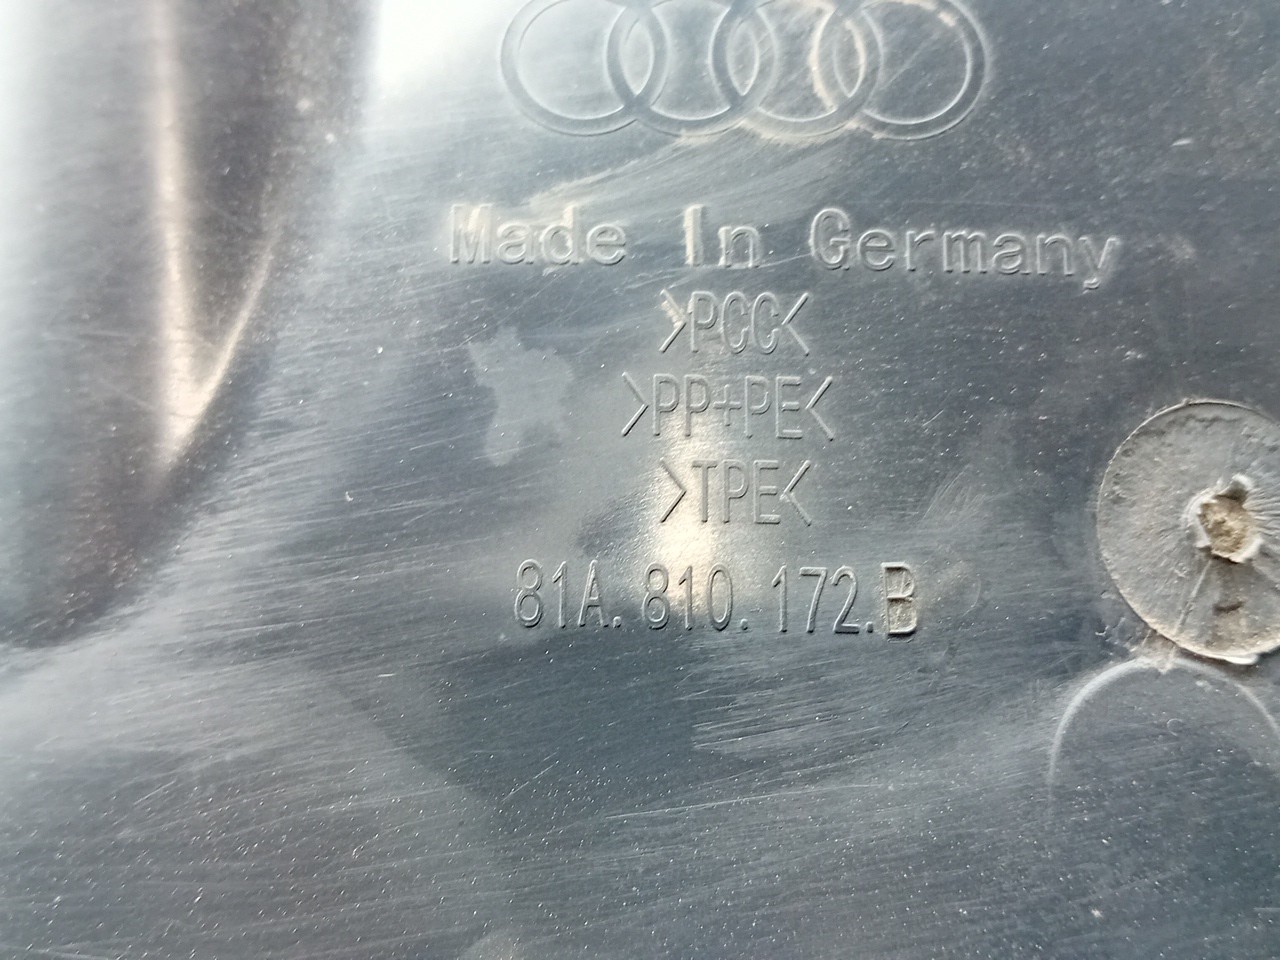 Made In Germany
>PCC<
>PP+PE<
>TPE<
81A.810.172.B